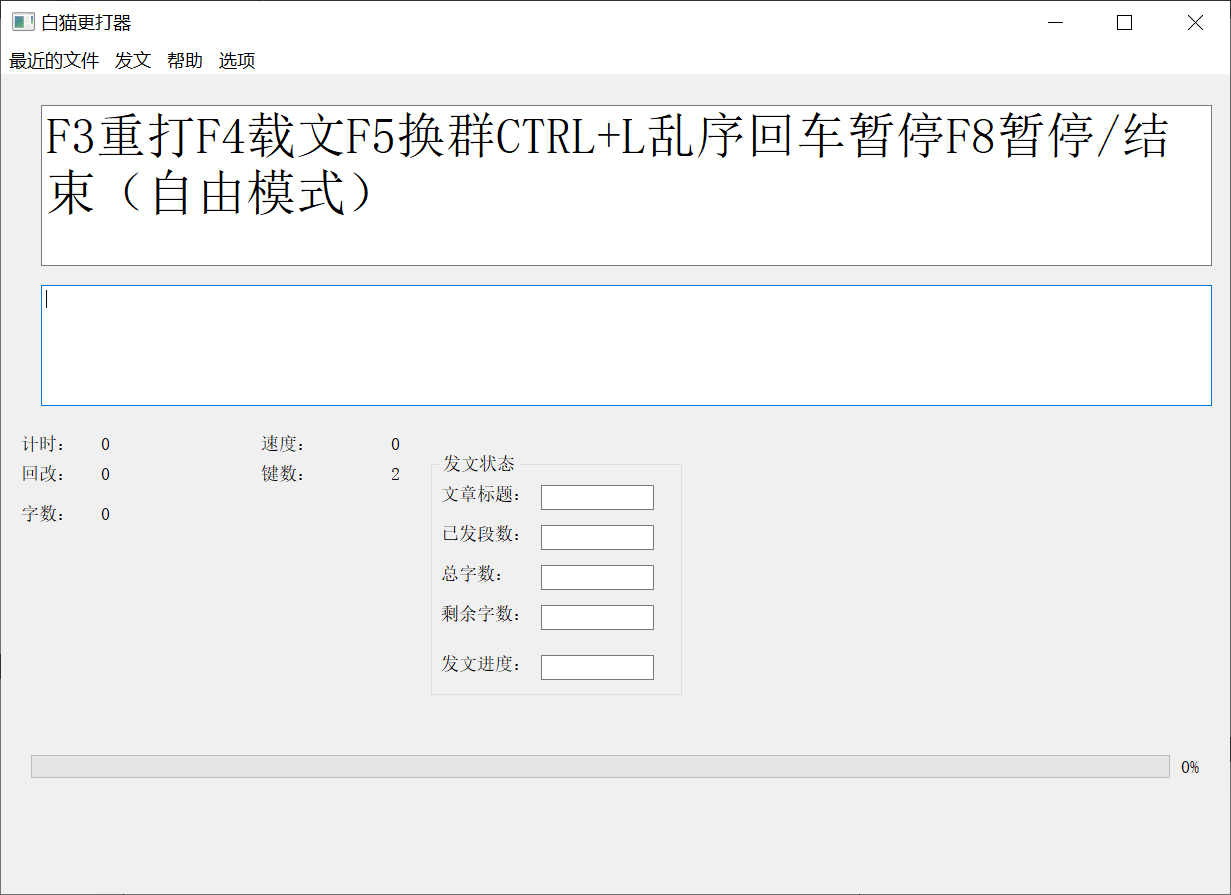 白猫更打器
最近的文件 发文 帮助 选项
F3重打F4载文F5换群CTRL+L乱序回车暂停F8暂停/结
束（自由模式）
计时： 0 速度： 0
回改： 0 键数： 2
字数： 0
发文状态
文章标题：
已发段数：
总字数：
剩余字数：
发文进度：
0%